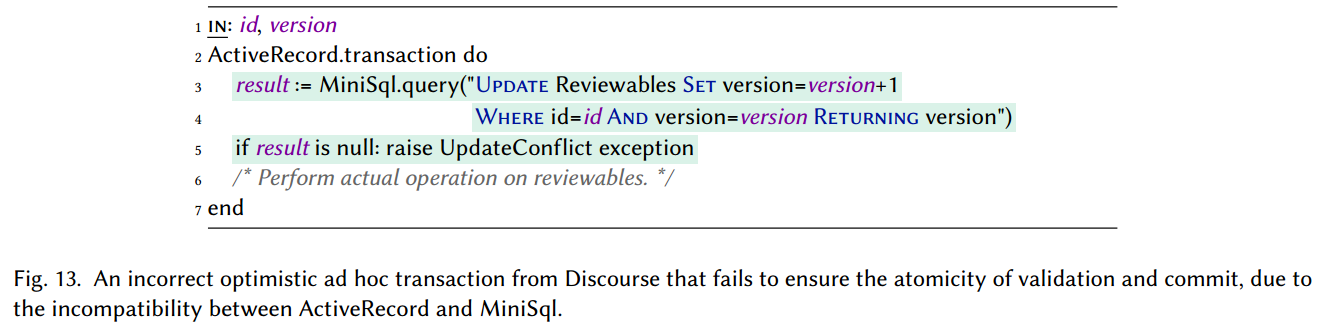 1 IN: id, version
2 ActiveRecord.transaction do
3 result := MiniSql.query("UPDATE Reviewables SET version=version+1
4 WHERE id=id AND version=version RETURNING version")
5 if result is null: raise UpdateConflict exception
6 /* Perform actual operation on reviewables. */
7 end
Fig. 13. An incorrect optimistic ad hoc transaction from Discourse that fails to ensure the atomicity of validation and commit, due to
the incompatibility between ActiveRecord and MiniSql.